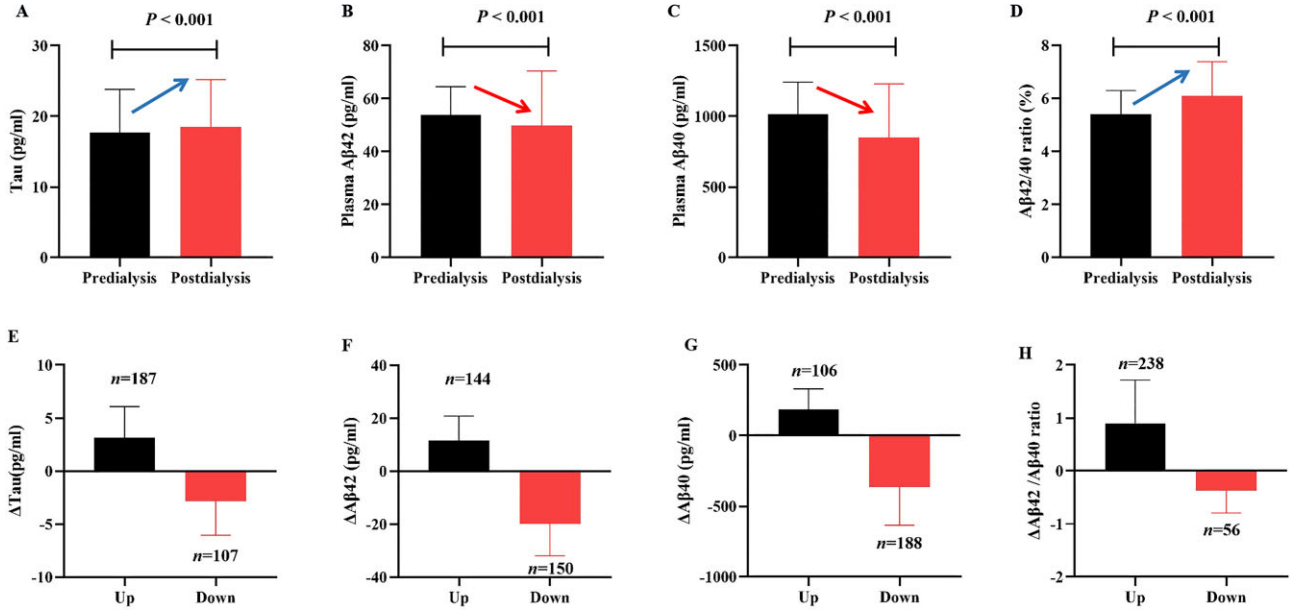 A
P < 0.001
Tau (pg/ml)
30
20
10
0
Predialysis
Postdialysis
B
P < 0.001
Plasma Aβ42 (pg/ml)
80
60
40
20
0
Predialysis
Postdialysis
C
P < 0.001
Plasma Aβ40 (pg/ml)
1500
1000
500
0
Predialysis
Postdialysis
D
P < 0.001
Aβ42/40 ratio (%)
8
6
4
2
0
Predialysis
Postdialysis
E
ΔTau(pg/ml)
10
5
0
-5
-10
n=187
n=107
Up
Down
F
ΔAβ42 (pg/ml)
40
20
0
-20
-40
n=144
n=150
Up
Down
G
ΔAβ40 (pg/ml)
500
0
-500
-1000
n=106
n=188
Up
Down
H
ΔAβ42 /Aβ40 ratio
2
1
0
-1
-2
n=238
n=56
Up
Down